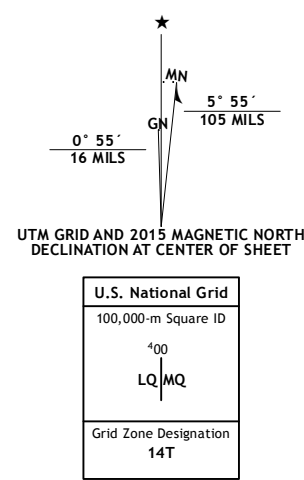 ★
MN
GN
5° 55´
105 MILS
0° 55´
16 MILS
UTM GRID AND 2015 MAGNETIC NORTH
DECLINATION AT CENTER OF SHEET
U.S. National Grid
100,000-m Square ID
⁴00
LQ MQ
Grid Zone Designation
14T